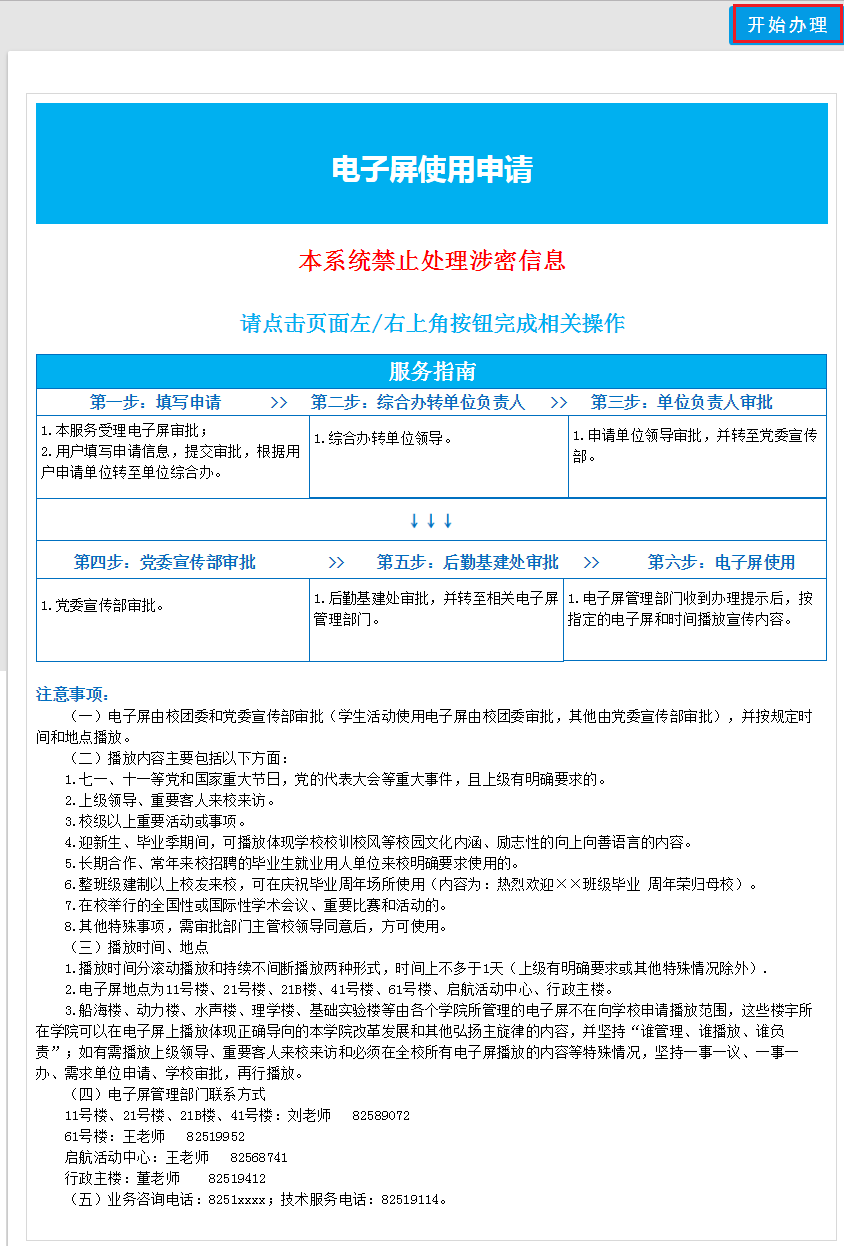 开始办理
电子屏使用申请
本系统禁止处理涉密信息
请点击页面左/右上角按钮完成相关操作
服务指南
第一步：填写申请 >> 第二步：综合办转单位负责人 >> 第三步：单位负责人审批
1.本服务受理电子屏审批；
2.用户填写申请信息，提交审批，根据用
户申请单位转至单位综合办。
1.综合办转单位领导。
1.申请单位领导审批，并转至党委宣传
部。
↓↓↓
第四步：党委宣传部审批 >> 第五步：后勤基建处审批 >> 第六步：电子屏使用
1.党委宣传部审批。
1.后勤基建处审批，并转至相关电子屏
管理部门。
1.电子屏管理部门收到办理提示后，按
指定的电子屏和时间播放宣传内容。
注意事项：
（一）电子屏由校团委和党委宣传部审批（学生活动使用电子屏由校团委审批，其他由党委宣传部审批），并按规定时
间和地点播放。
（二）播放内容主要包括以下方面：
1.七一、十一等党和国家重大节日，党的代表大会等重大事件，且上级有明确要求的。
2.上级领导、重要客人来校来访。
3.校级以上重要活动或事项。
4.迎新生、毕业季期间，可播放体现学校校训校风等校园文化内涵、励志性的向上向善语言的内容。
5.长期合作、常年来校招聘的毕业生就业用人单位来校明确要求使用的。
6.整班级建制以上校友来校，可在庆祝毕业周年场所使用（内容为：热烈欢迎××班级毕业 周年荣归母校）。
7.在校举行的全国性或国际性学术会议、重要比赛和活动的。
8.其他特殊事项，需审批部门主管校领导同意后，方可使用。
（三）播放时间、地点
1.播放时间分滚动播放和持续不间断播放两种形式，时间上不多于1天（上级有明确要求或其他特殊情况除外）.
2.电子屏地点为11号楼、21号楼、21B楼、41号楼、61号楼、启航活动中心、行政主楼。
3.船海楼、动力楼、水声楼、理学楼、基础实验楼等由各个学院所管理的电子屏不在向学校申请播放范围，这些楼宇所
在学院可以在电子屏上播放体现正确导向的本学院改革发展和其他弘扬主旋律的内容，并坚持“谁管理、谁播放、谁负
责”；如有需播放上级领导、重要客人来校来访和必须在全校所有电子屏播放的内容等特殊情况，坚持一事一议、一事一
办、需求单位申请、学校审批，再行播放。
（四）电子屏管理部门联系方式
11号楼、21号楼、21B楼、41号楼：刘老师 82589072
61号楼：王老师 82519952
启航活动中心：王老师 82568741
行政主楼：董老师 82519412
（五）业务咨询电话：8251xxxx；技术服务电话：82519114。